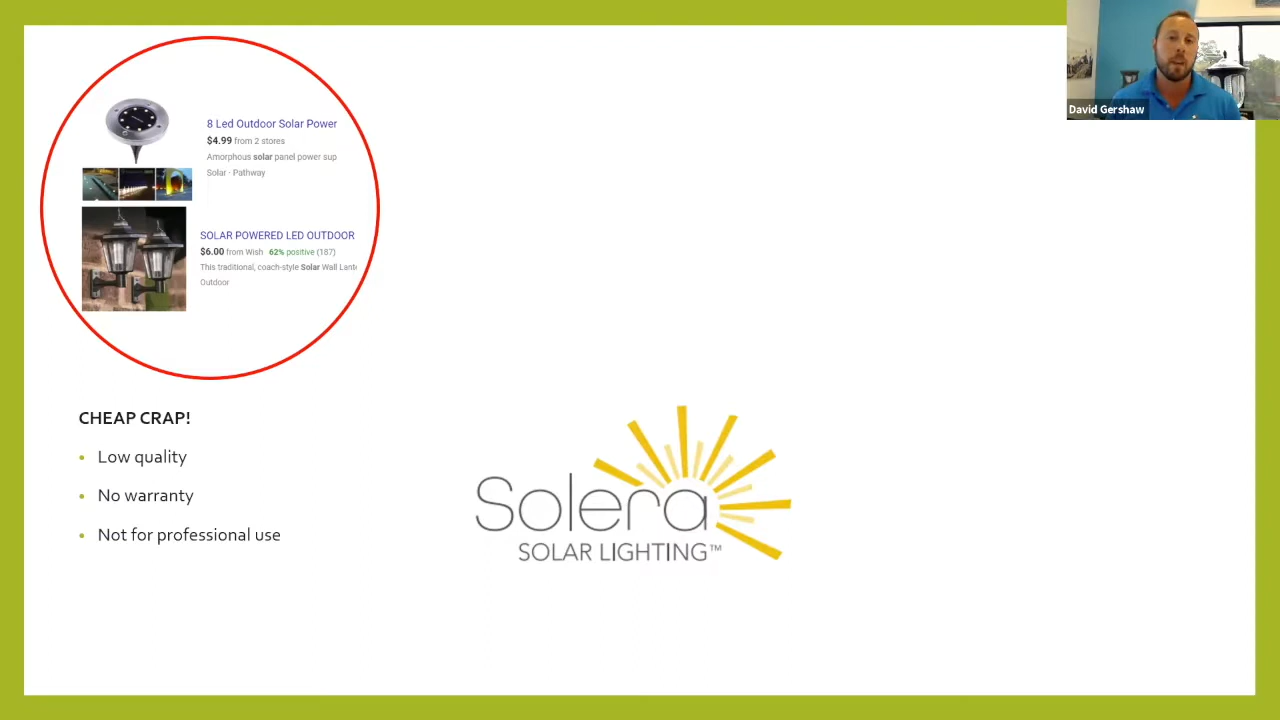 8 Led Outdoor Solar Power
$4.99 from 2 stores
Amorphous solar panel power sup
Solar - Pathway
SOLAR POWERED LED OUTDOOR
$6.00 from Wish 62% positive (187)
This traditional, coach-style Solar Wall Lante
Outdoor
CHEAP CRAP!
• Low quality
• No warranty
• Not for professional use
Solera
SOLAR LIGHTING™
David Gershaw